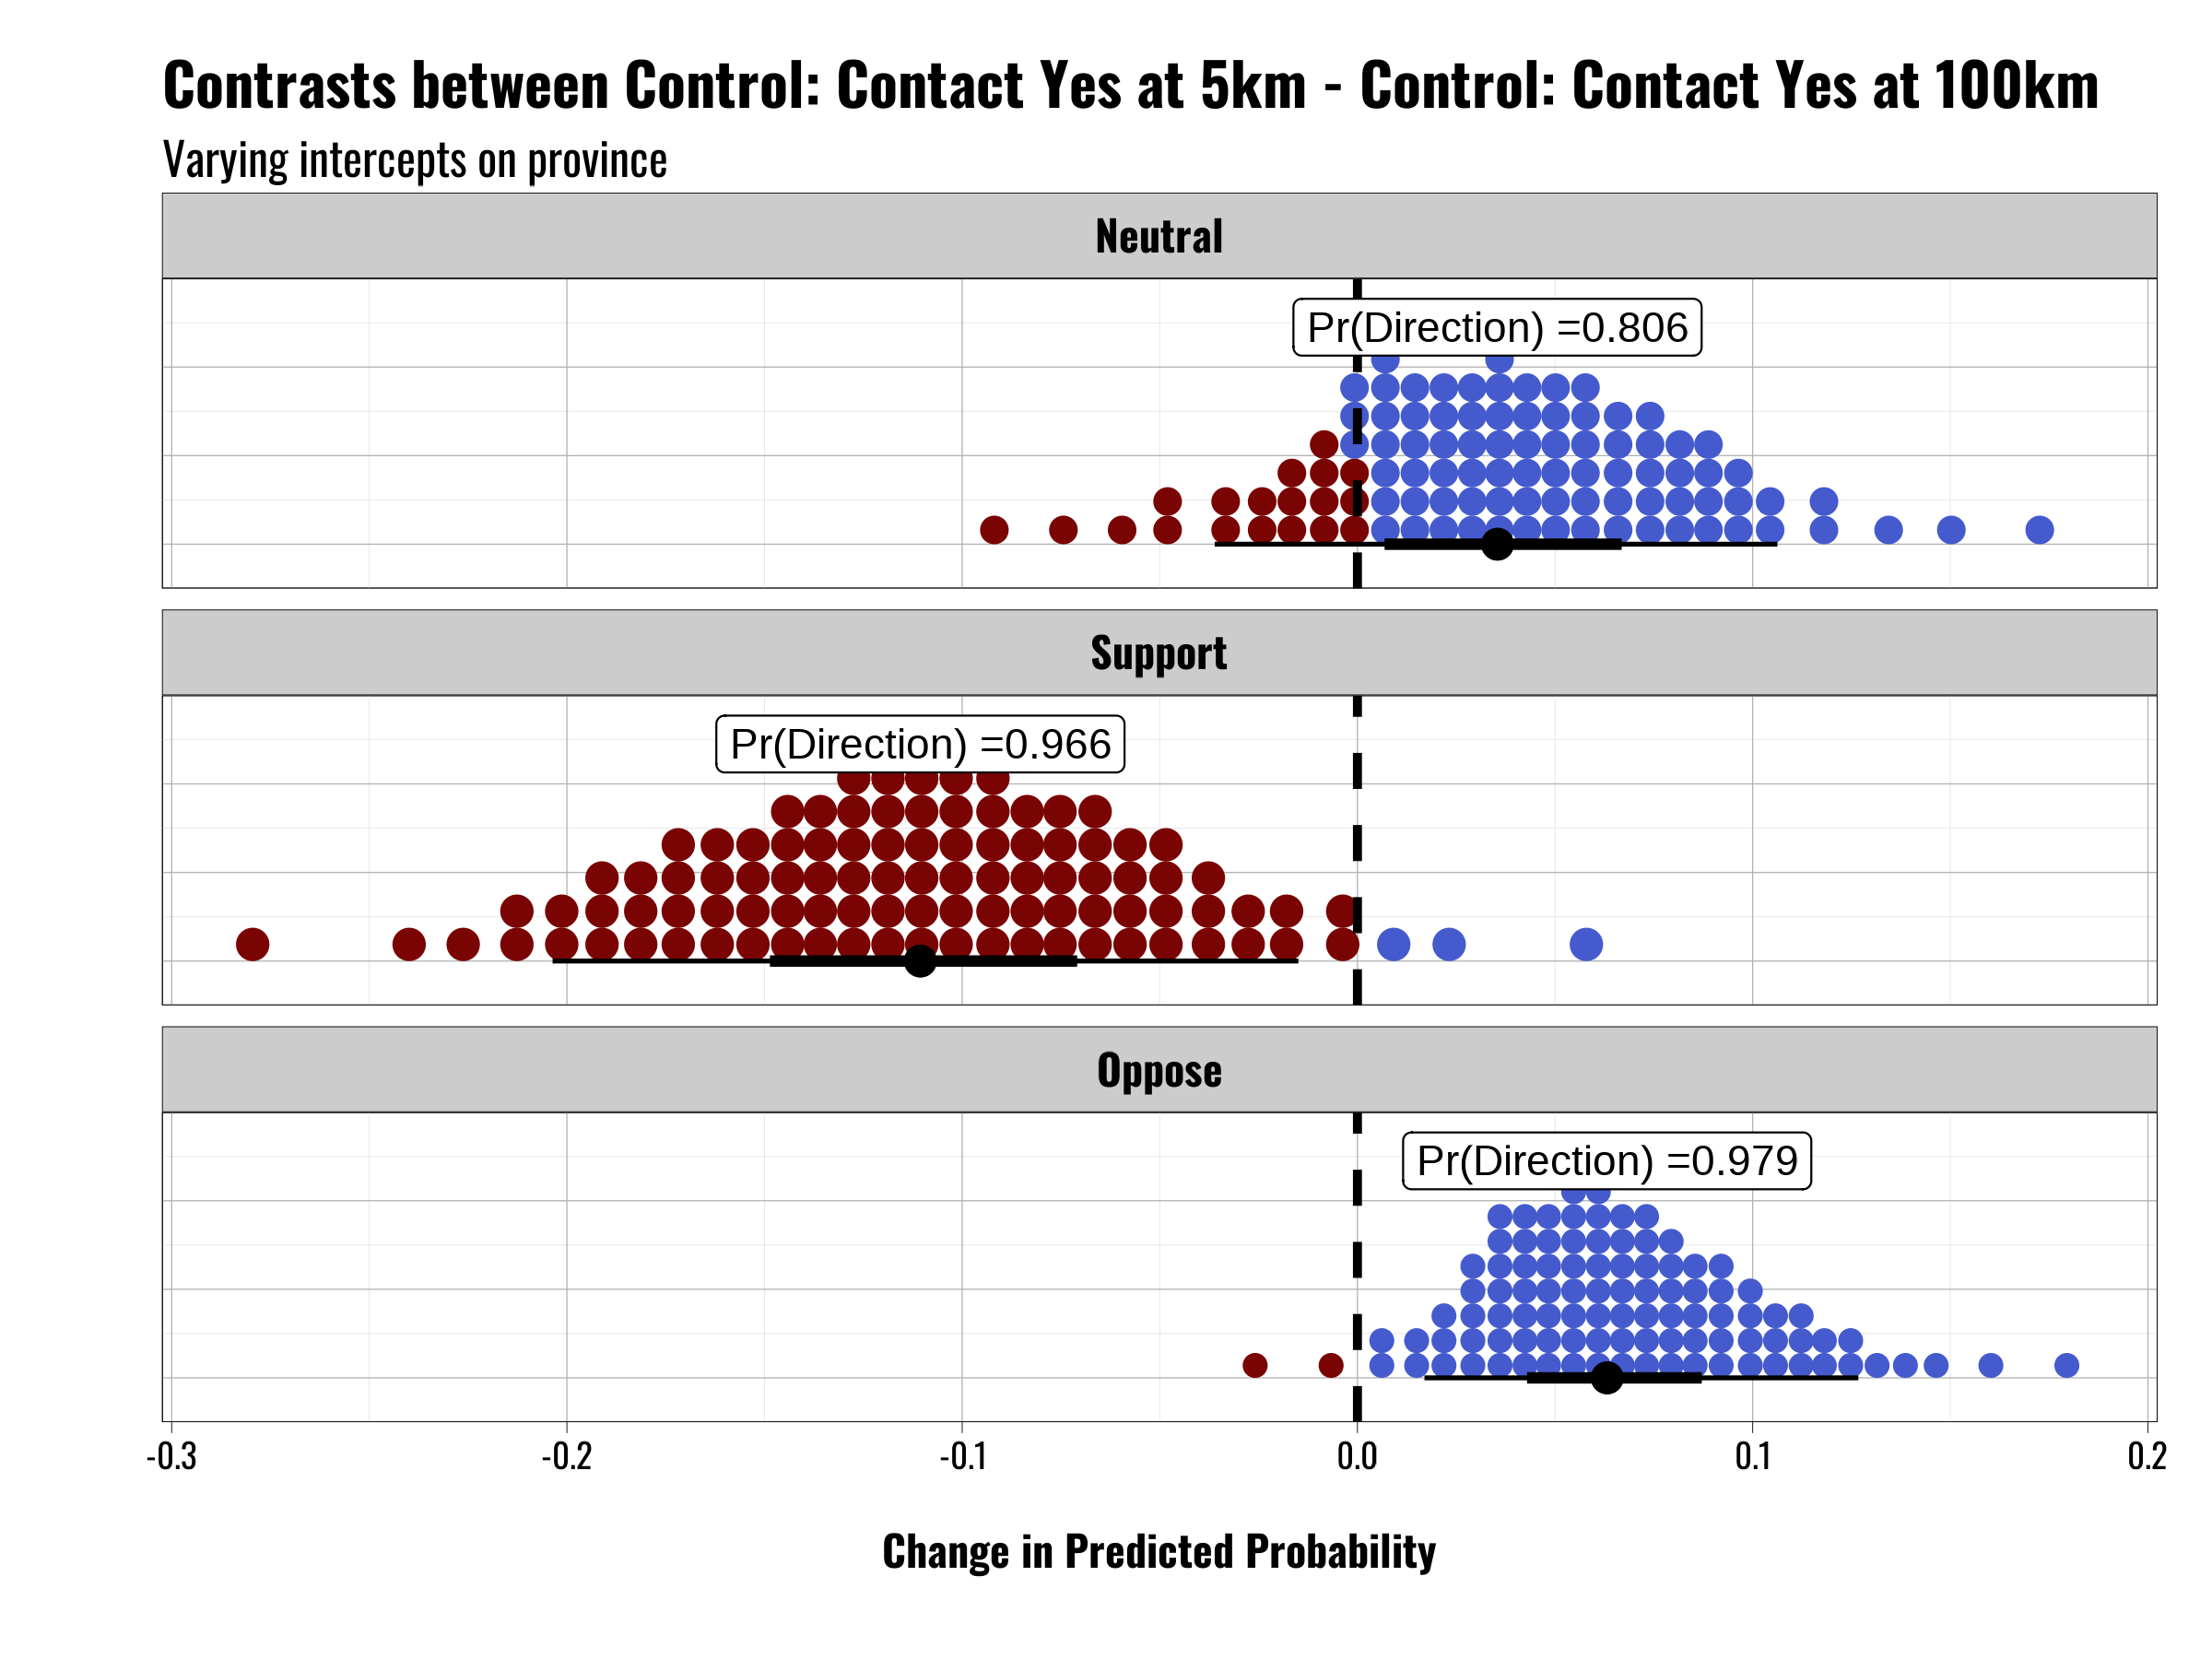 Contrasts between Control: Contact Yes at 5km - Control: Contact Yes at 100km
Varying intercepts on province
Neutral
Pr(Direction) =0.806
Support
Pr(Direction) =0.966
Oppose
Pr(Direction) =0.979
-0.3 -0.2 -0.1 0.0 0.1 0.2
Change in Predicted Probability